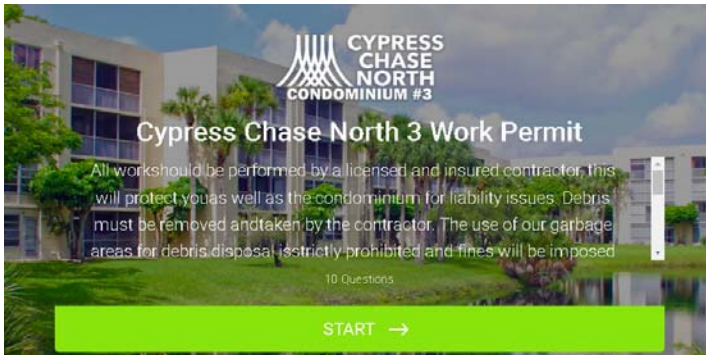 CYPRESS
CHASE
NORTH
CONDOMINIUM #3
Cypress Chase North 3 Work Permit
All workshould be performed by a licensed and insured contractor, this
will protect youas well as the condominium for liability issues. Debris
must be removed andtaken by the contractor. The use of our garbage
areas for debris disposal isstrictly prohibited and fines will be imposed
10 Questions
START →